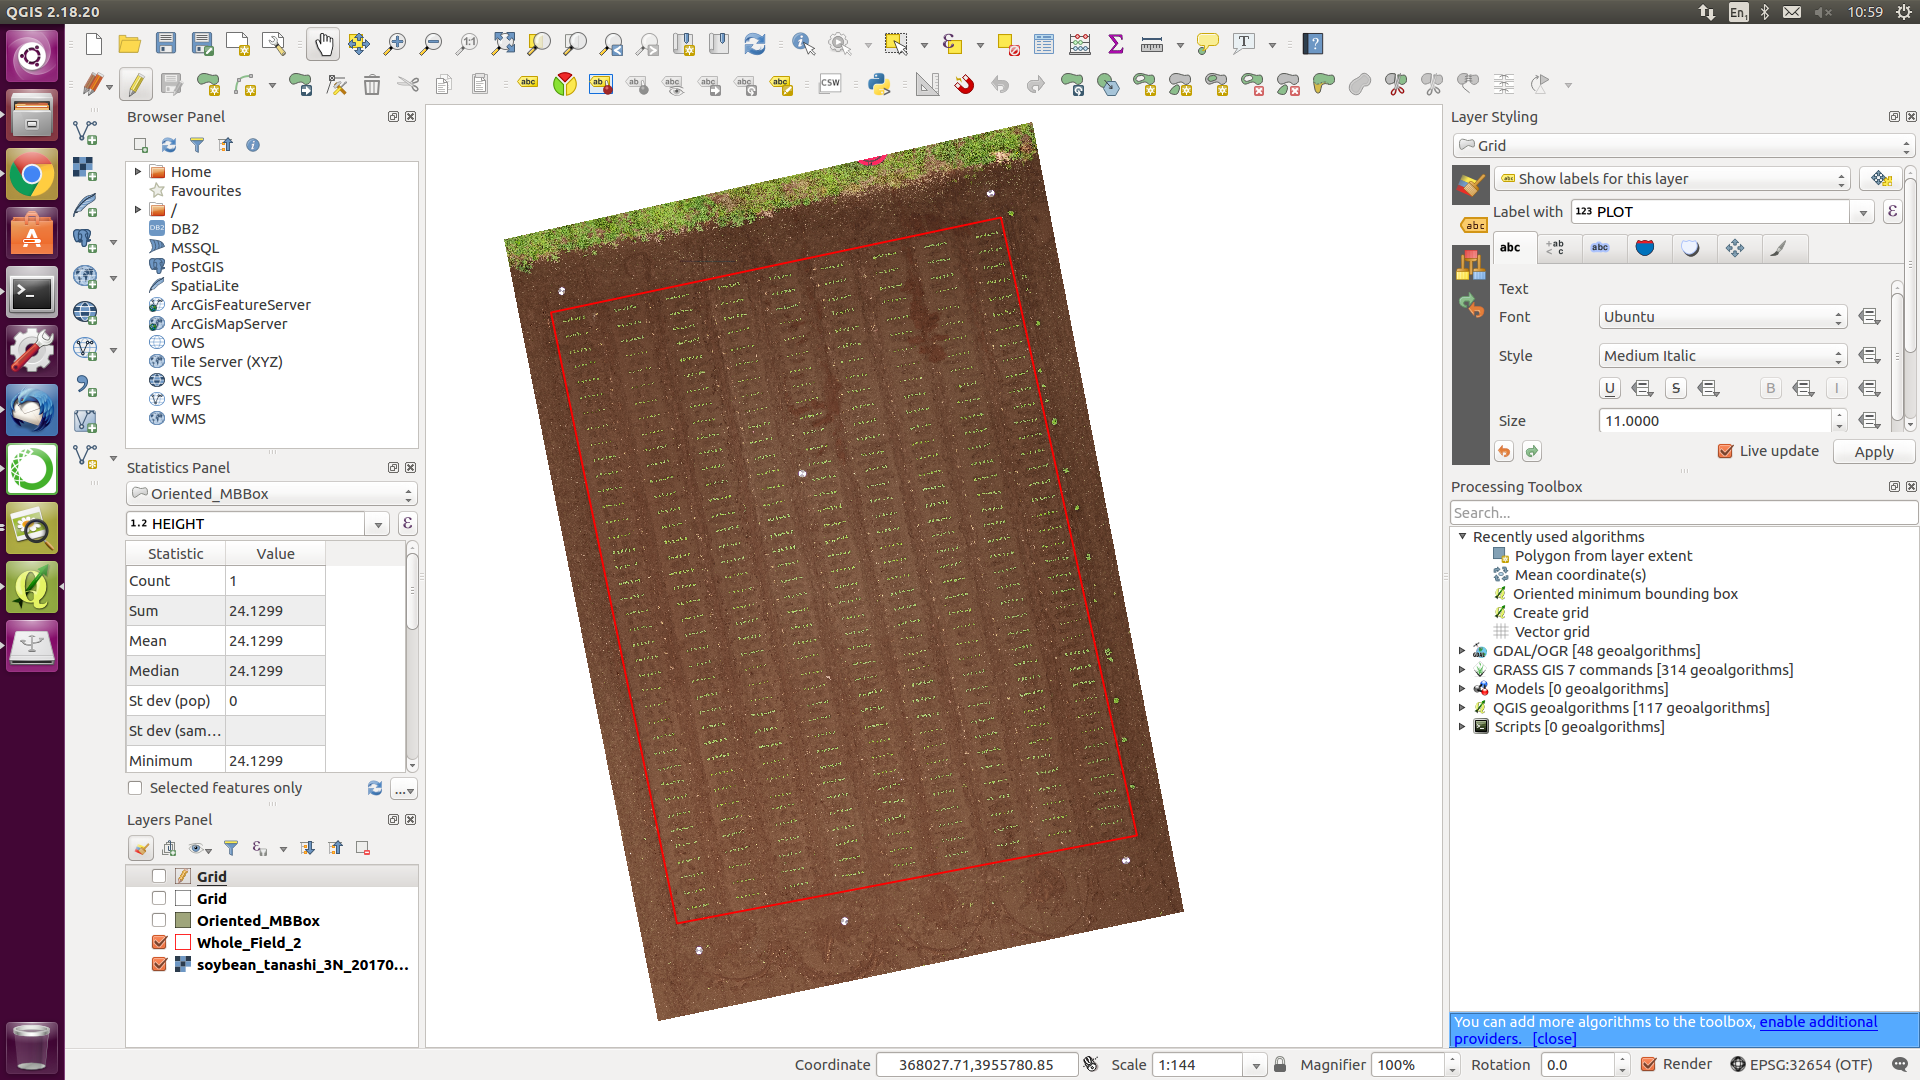 QGIS 2.18.20
En1
10:59
Browser Panel
Home
Favourites
/
DB2
MSSQL
PostGIS
SpatiaLite
ArcGisFeatureServer
ArcGisMapServer
OWS
Tile Server (XYZ)
WCS
WFS
WMS
Statistics Panel
Oriented_MBBox
1.2 HEIGHT
Statistic Value
Count 1
Sum 24.1299
Mean 24.1299
Median 24.1299
St dev (pop) 0
St dev (sam...
Minimum 24.1299
Selected features only
Layers Panel
Grid
Grid
Oriented_MBBox
Whole_Field_2
soybean_tanashi_3N_20170...
Layer Styling
Grid
Show labels for this layer
Label with 123 PLOT
abc
Text
Font Ubuntu
Style Medium Italic
U S B I
Size 11.0000
Live update Apply
Processing Toolbox
Search...
Recently used algorithms
Polygon from layer extent
Mean coordinate(s)
Oriented minimum bounding box
Create grid
Vector grid
GDAL/OGR [48 geoalgorithms]
GRASS GIS 7 commands [314 geoalgorithms]
Models [0 geoalgorithms]
QGIS geoalgorithms [117 geoalgorithms]
Scripts [0 geoalgorithms]
You can add more algorithms to the toolbox, enable additional
providers. [close]
Coordinate 368027.71,3955780.85 Scale 1:144 Magnifier 100% Rotation 0.0 Render EPSG:32654 (OTF)